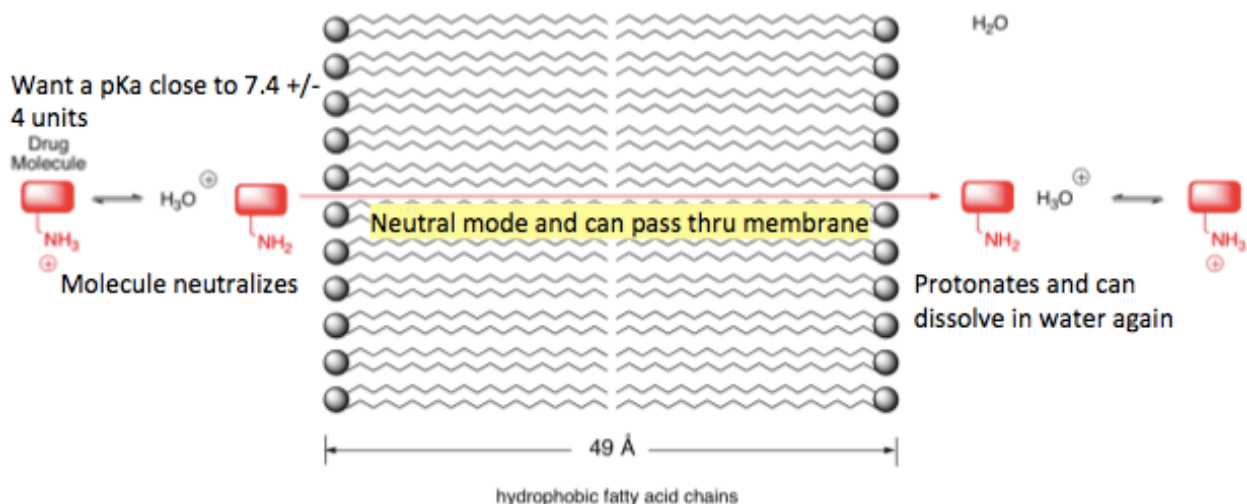 H2O
Want a pKa close to 7.4 +/-
4 units
Drug
Molecule
H3O ⊕
NH3
⊕
NH2
Neutral mode and can pass thru membrane
H3O ⊕
NH2
NH3
⊕
Molecule neutralizes
Protonates and can
dissolve in water again
49 Å
hydrophobic fatty acid chains